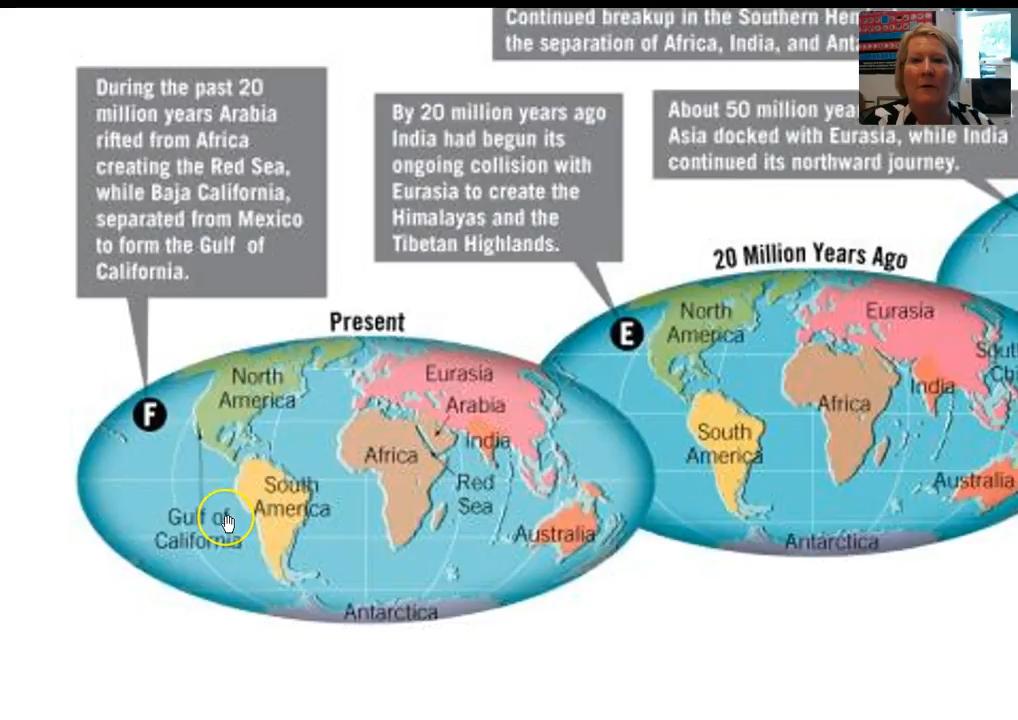 Continued breakup in the Southern
the separation of Africa, India, and
During the past 20
million years Arabia
rifted from Africa
creating the Red Sea,
while Baja California,
separated from Mexico
to form the Gulf of
California.
By 20 million years ago
India had begun its
ongoing collision with
Eurasia to create the
Himalayas and the
Tibetan Highlands.
About 50 million
Asia docked with Eurasia, while India
continued its northward journey.
20 Million Years Ago
E
North
America
Eurasia
India
Africa
South
America
Australia
Antarctica
Present
F
North
America
Eurasia
Arabia
India
Africa
Red
Sea
South
America
Gulf of
California
Australia
Antarctica